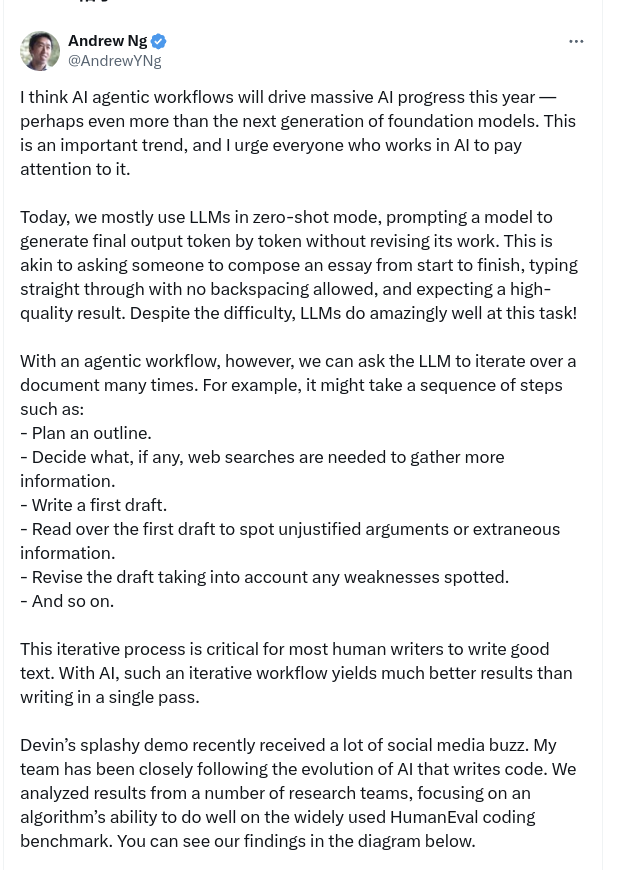 Andrew Ng
@AndrewYNg
I think AI agentic workflows will drive massive AI progress this year —
perhaps even more than the next generation of foundation models. This
is an important trend, and I urge everyone who works in AI to pay
attention to it.
Today, we mostly use LLMs in zero-shot mode, prompting a model to
generate final output token by token without revising its work. This is
akin to asking someone to compose an essay from start to finish, typing
straight through with no backspacing allowed, and expecting a high-
quality result. Despite the difficulty, LLMs do amazingly well at this task!
With an agentic workflow, however, we can ask the LLM to iterate over a
document many times. For example, it might take a sequence of steps
such as:
- Plan an outline.
- Decide what, if any, web searches are needed to gather more
information.
- Write a first draft.
- Read over the first draft to spot unjustified arguments or extraneous
information.
- Revise the draft taking into account any weaknesses spotted.
- And so on.
This iterative process is critical for most human writers to write good
text. With AI, such an iterative workflow yields much better results than
writing in a single pass.
Devin’s splashy demo recently received a lot of social media buzz. My
team has been closely following the evolution of AI that writes code. We
analyzed results from a number of research teams, focusing on an
algorithm’s ability to do well on the widely used HumanEval coding
benchmark. You can see our findings in the diagram below.